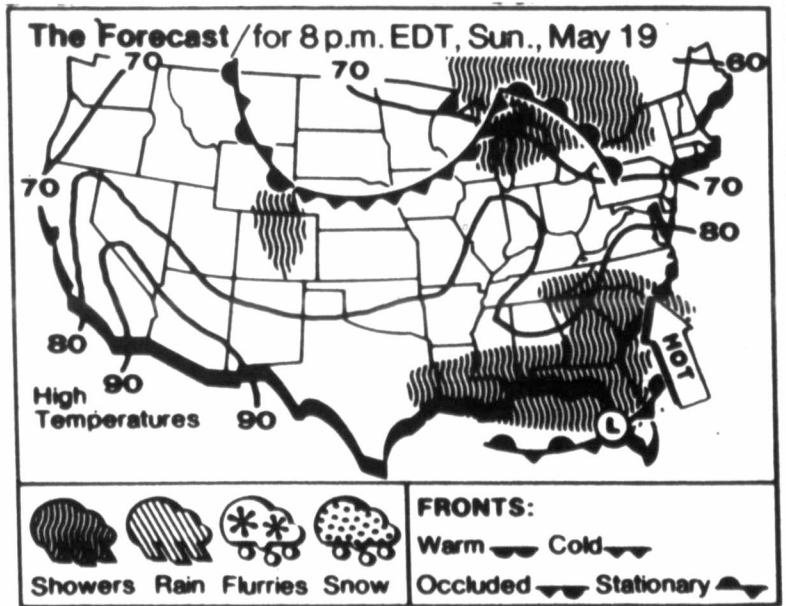 The Forecast/for 8 p.m. EDT, Sun., May 19
70
70
60
70
70
80
80
90
90
HOT
L
High
Temperatures
Showers Rain Flurries Snow
FRONTS:
Warm Cold
Occluded Stationary